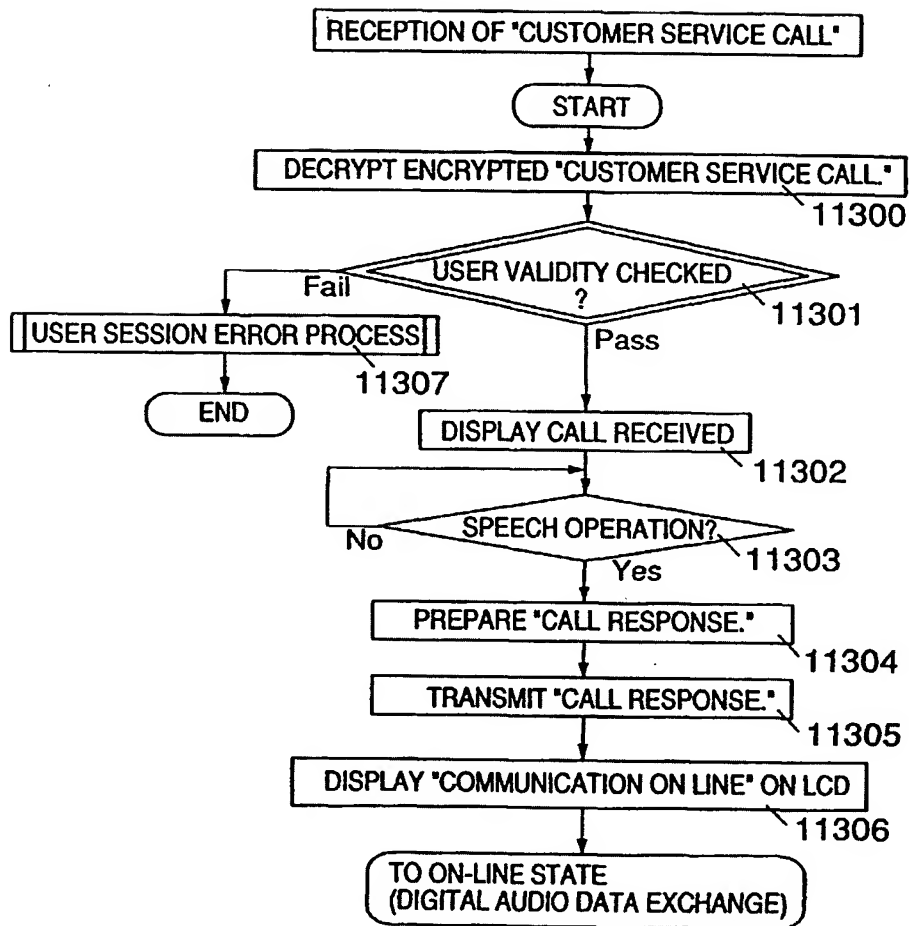 RECEPTION OF "CUSTOMER SERVICE CALL"
START
DECRYPT ENCRYPTED "CUSTOMER SERVICE CALL."
11300
USER VALIDITY CHECKED
?
11301
Fail
Pass
USER SESSION ERROR PROCESS
11307
END
DISPLAY CALL RECEIVED
11302
SPEECH OPERATION?
11303
No
Yes
PREPARE "CALL RESPONSE."
11304
TRANSMIT "CALL RESPONSE."
11305
DISPLAY "COMMUNICATION ON LINE" ON LCD
11306
TO ON-LINE STATE
(DIGITAL AUDIO DATA EXCHANGE)